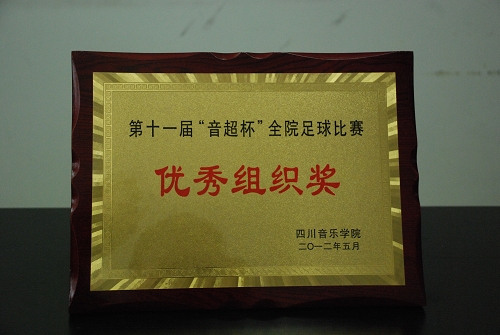 第十一届“音超杯”全院足球比赛
优秀组织奖
四川音乐学院
二〇一二年五月